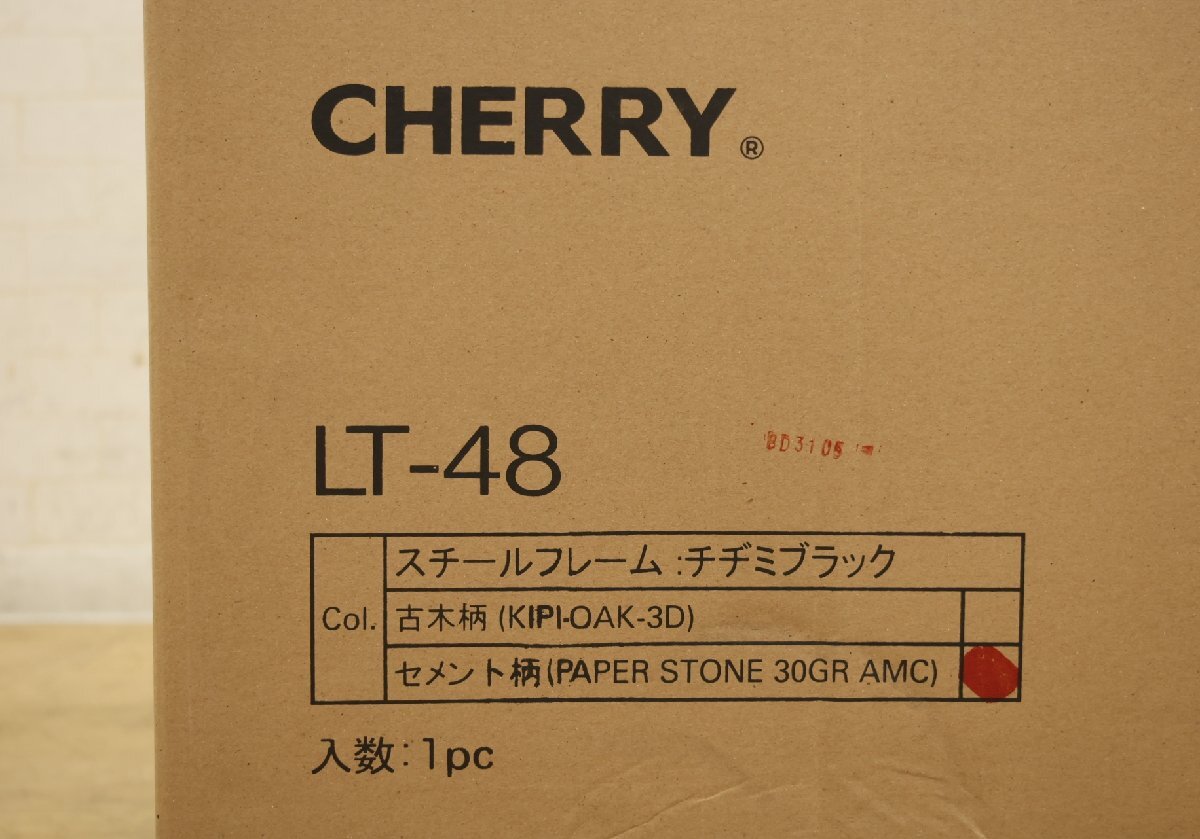 CHERRY®
LT-48
BD3105
Col.
スチールフレーム:チヂミブラック
古木柄(KIPI-OAK-3D)
セメント柄(PAPER STONE 30GR AMC)
入数:1pc